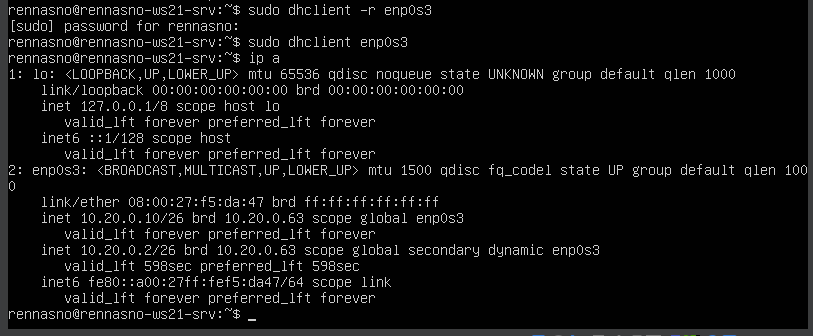 rennasno@rennasno-ws21-srv:~$ sudo dhclient -r enp0s3
[sudo] password for rennasno:
rennasno@rennasno-ws21-srv:~$ sudo dhclient enp0s3
rennasno@rennasno-ws21-srv:~$ ip a
1: lo: <LOOPBACK,UP,LOWER_UP> mtu 65536 qdisc noqueue state UNKNOWN group default qlen 1000
    link/loopback 00:00:00:00:00:00 brd 00:00:00:00:00:00
    inet 127.0.0.1/8 scope host lo
       valid_lft forever preferred_lft forever
    inet6 ::1/128 scope host
       valid_lft forever preferred_lft forever
2: enp0s3: <BROADCAST,MULTICAST,UP,LOWER_UP> mtu 1500 qdisc fq_codel state UP group default qlen 100
0
    link/ether 08:00:27:f5:da:47 brd ff:ff:ff:ff:ff:ff
    inet 10.20.0.10/26 brd 10.20.0.63 scope global enp0s3
       valid_lft forever preferred_lft forever
    inet 10.20.0.2/26 brd 10.20.0.63 scope global secondary dynamic enp0s3
       valid_lft 598sec preferred_lft 598sec
    inet6 fe80::a00:27ff:fef5:da47/64 scope link
       valid_lft forever preferred_lft forever
rennasno@rennasno-ws21-srv:~$ _